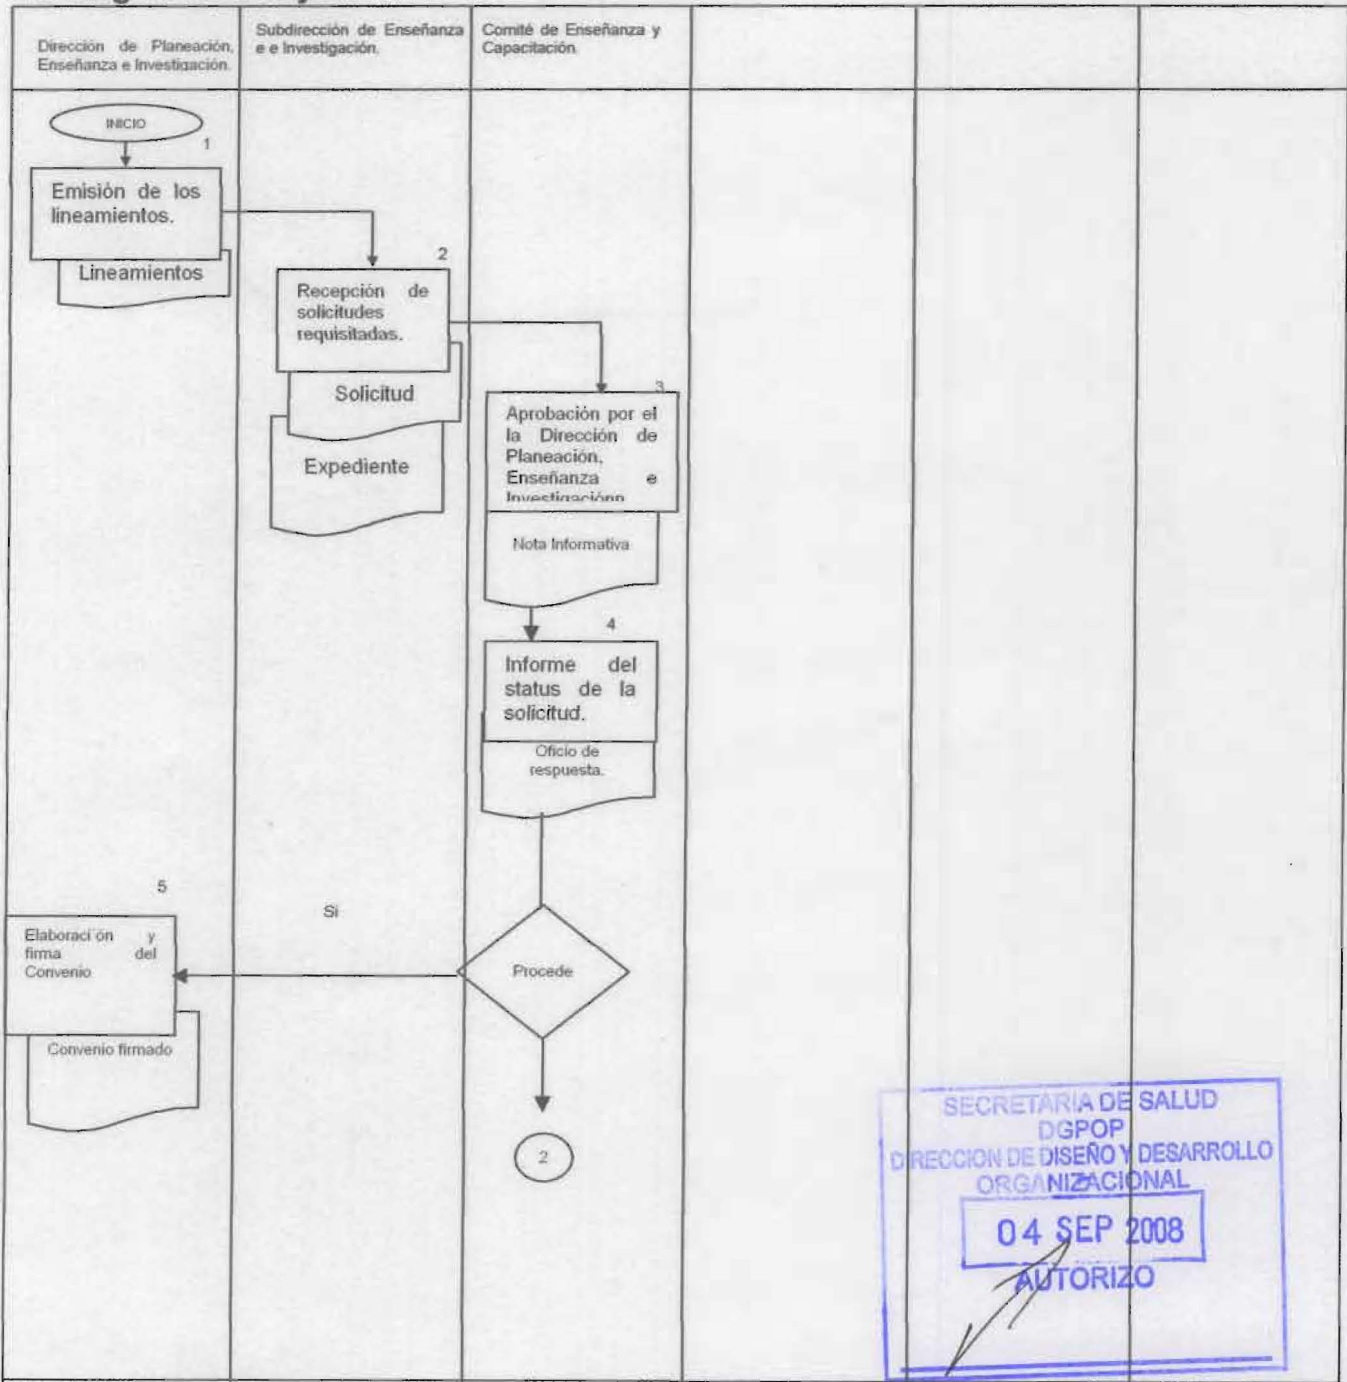 Dirección de Planeación,
Enseñanza e Investigación.
Subdirección de Enseñanza
e e Investigación.
Comité de Enseñanza y
Capacitación
INICIO
1
Emisión de los
lineamientos.
Lineamientos
2
Recepción de
solicitudes
requisitadas.
Solicitud
Expediente
3
Aprobación por el
la Dirección de
Planeación,
Enseñanza e
Investigaciónn
Nota Informativa
4
Informe del
status de la
solicitud.
Oficio de
respuesta.
5
Si
Elaboración y
firma del
Convenio
Procede
Convenio firmado
2
SECRETARIA DE SALUD
DGPOP
DIRECCION DE DISEÑO Y DESARROLLO
ORGANIZACIONAL
04 SEP 2008
AUTORIZO